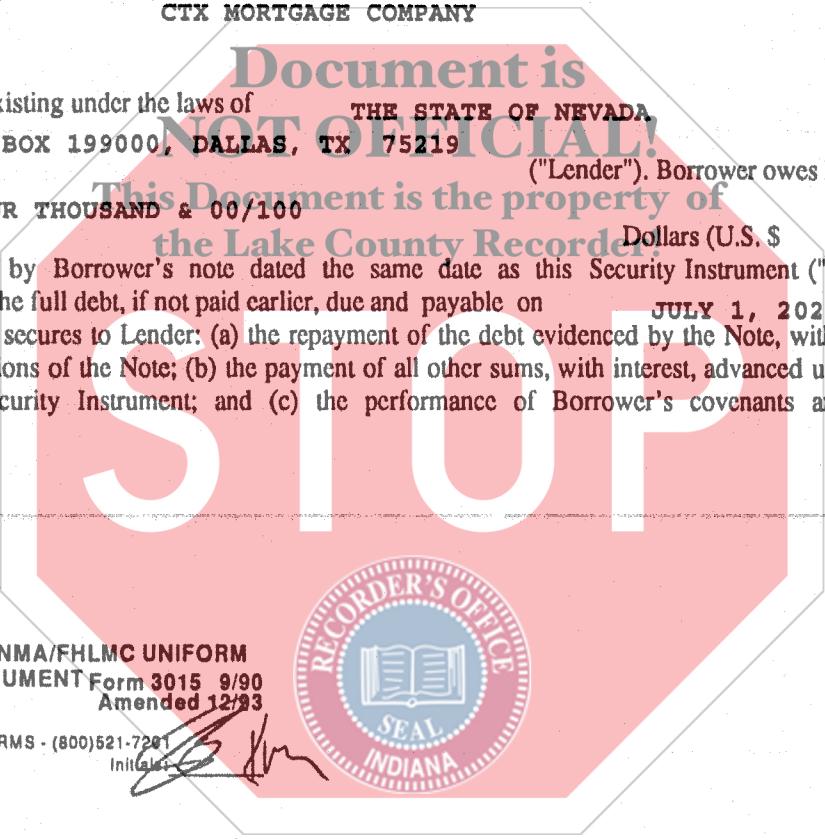 CTX MORTGAGE COMPANY
Document is
xisting under the laws of THE STATE OF NEVADA
NOT OFFICIAL!
BOX 199000, DALLAS, TX 75219
("Lender"). Borrower owes
This Document is the property of
R THOUSAND & 00/100
the Lake County Recorder!
Dollars (U.S. $
by Borrower's note dated the same date as this Security Instrument ("
he full debt, if not paid earlier, due and payable on JULY 1, 202
secures to Lender: (a) the repayment of the debt evidenced by the Note, wit
ions of the Note; (b) the payment of all other sums, with interest, advanced u
curity Instrument; and (c) the performance of Borrower's covenants a
STOP
RECORDER'S OFFICE
SEAL
INDIANA
NMA/FHLMC UNIFORM
UMENT Form 3015 9/90
Amended 12/93
RMS - (800)521-7291
Initials: